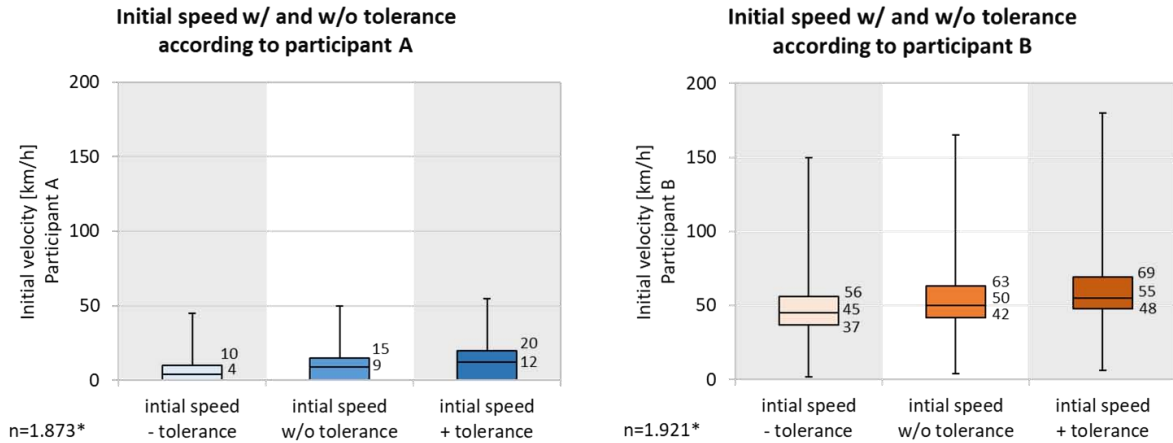 Initial speed w/ and w/o tolerance
according to participant A
Initial velocity [km/h]
Participant A
200
150
100
50
0
10
4
15
9
20
12
intial speed
- tolerance
intial speed
w/o tolerance
intial speed
+ tolerance
n=1.873*
Initial speed w/ and w/o tolerance
according to participant B
Initial velocity [km/h]
Participant B
200
150
100
50
0
56
45
37
63
50
42
69
55
48
intial speed
- tolerance
intial speed
w/o tolerance
intial speed
+ tolerance
n=1.921*